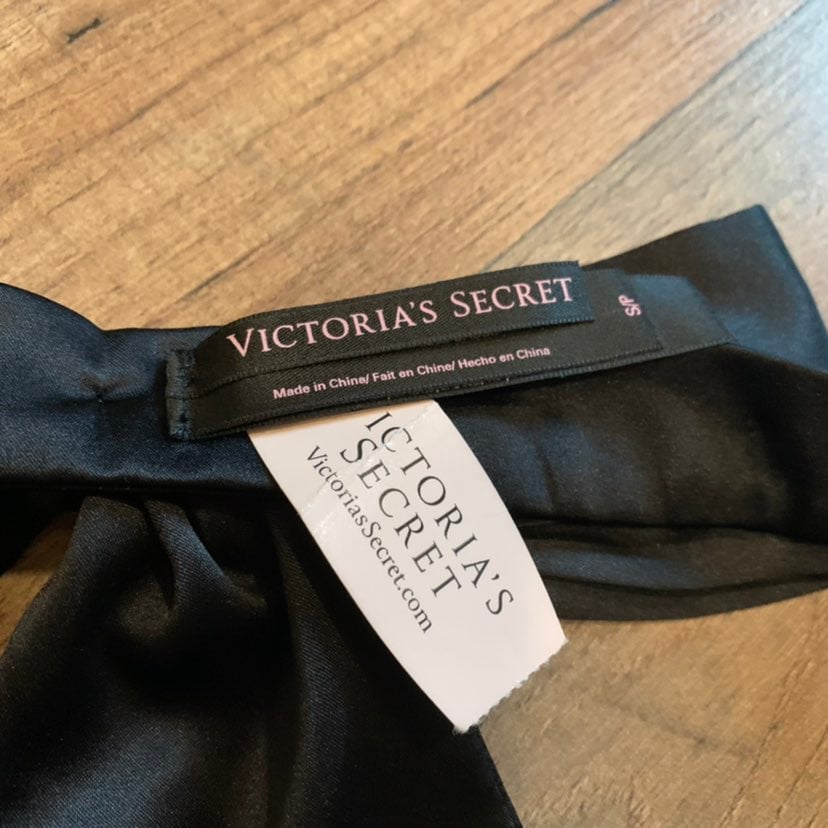 VICTORIA'S SECRET
S/P
Made in China/ Fait en Chine/ Hecho en China
ICTORIA'S
SECRET
VictoriasSecret.com